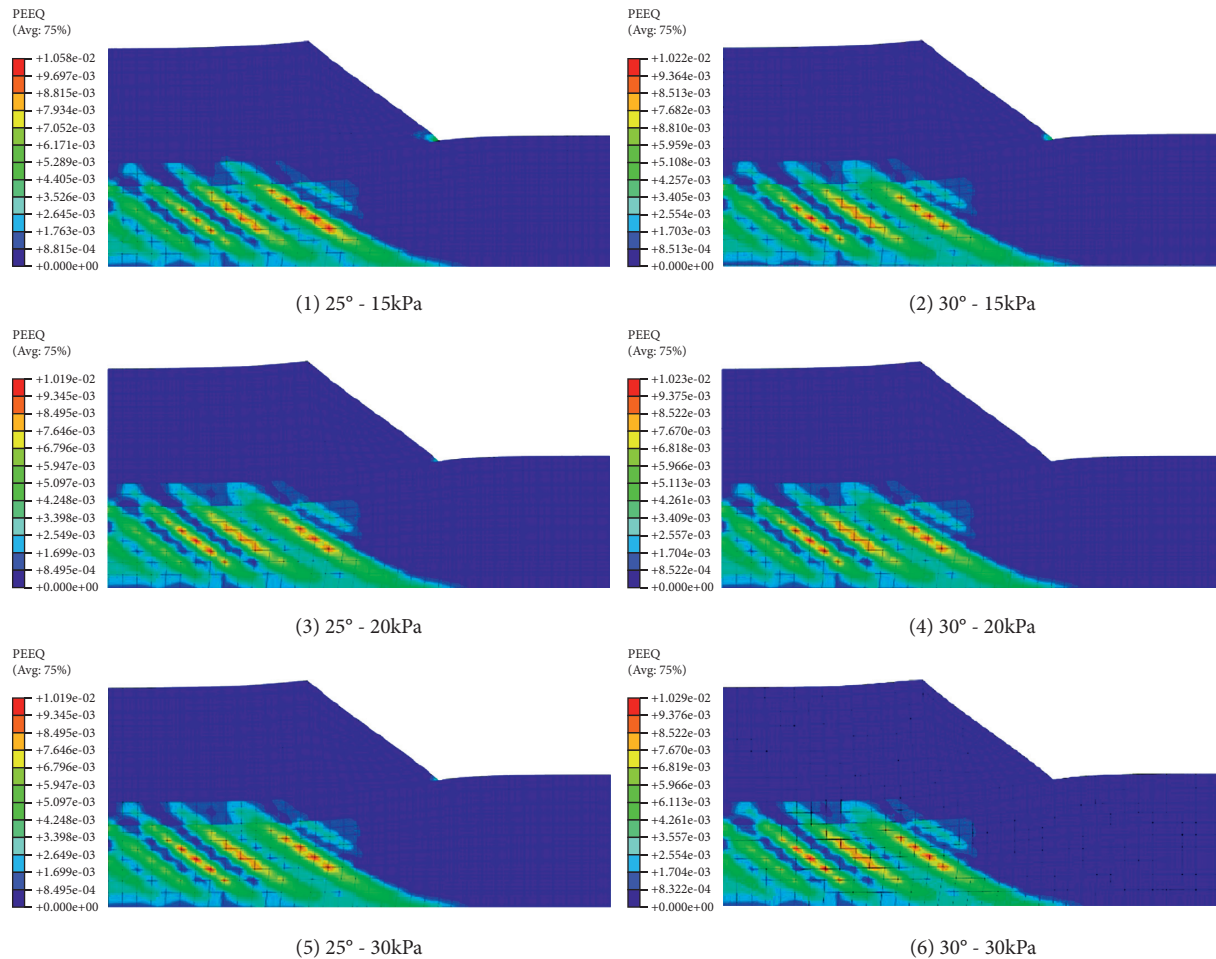 PEEQ
(Avg: 75%)
+1.058e-02
+9.697e-03
+8.815e-03
+7.934e-03
+7.052e-03
+6.171e-03
+5.289e-03
+4.405e-03
+3.526e-03
+2.645e-03
+1.763e-03
+8.815e-04
+0.000e+00
(1) 25° - 15kPa
PEEQ
(Avg: 75%)
+1.022e-02
+9.364e-03
+8.513e-03
+7.682e-03
+8.810e-03
+5.959e-03
+5.108e-03
+4.257e-03
+3.405e-03
+2.554e-03
+1.703e-03
+8.513e-04
+0.000e+00
(2) 30° - 15kPa
PEEQ
(Avg: 75%)
+1.019e-02
+9.345e-03
+8.495e-03
+7.646e-03
+6.796e-03
+5.947e-03
+5.097e-03
+4.248e-03
+3.398e-03
+2.549e-03
+1.699e-03
+8.495e-04
+0.000e+00
(3) 25° - 20kPa
PEEQ
(Avg: 75%)
+1.023e-02
+9.375e-03
+8.522e-03
+7.670e-03
+6.818e-03
+5.966e-03
+5.113e-03
+4.261e-03
+3.409e-03
+2.557e-03
+1.704e-03
+8.522e-04
+0.000e+00
(4) 30° - 20kPa
PEEQ
(Avg: 75%)
+1.019e-02
+9.345e-03
+8.495e-03
+7.646e-03
+6.796e-03
+5.947e-03
+5.097e-03
+4.248e-03
+3.398e-03
+2.649e-03
+1.699e-03
+8.495e-04
+0.000e+00
(5) 25° - 30kPa
PEEQ
(Avg: 75%)
+1.029e-02
+9.376e-03
+8.522e-03
+7.670e-03
+6.819e-03
+5.966e-03
+6.113e-03
+4.261e-03
+3.557e-03
+2.554e-03
+1.704e-03
+8.322e-04
+0.000e+00
(6) 30° - 30kPa